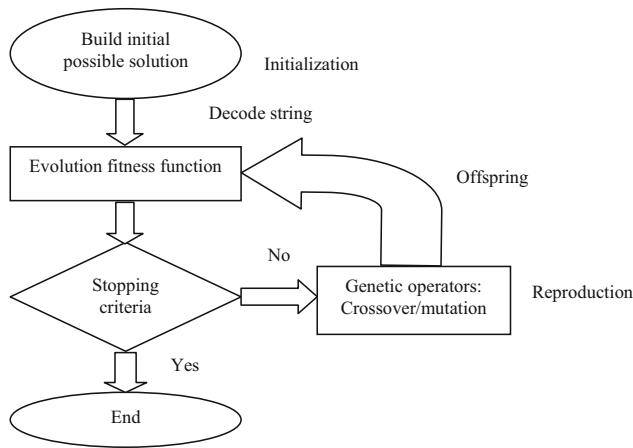 Build initial
possible solution
Initialization
Decode string
Evolution fitness function
Offspring
No
Stopping
criteria
Genetic operators:
Crossover/mutation
Reproduction
Yes
End